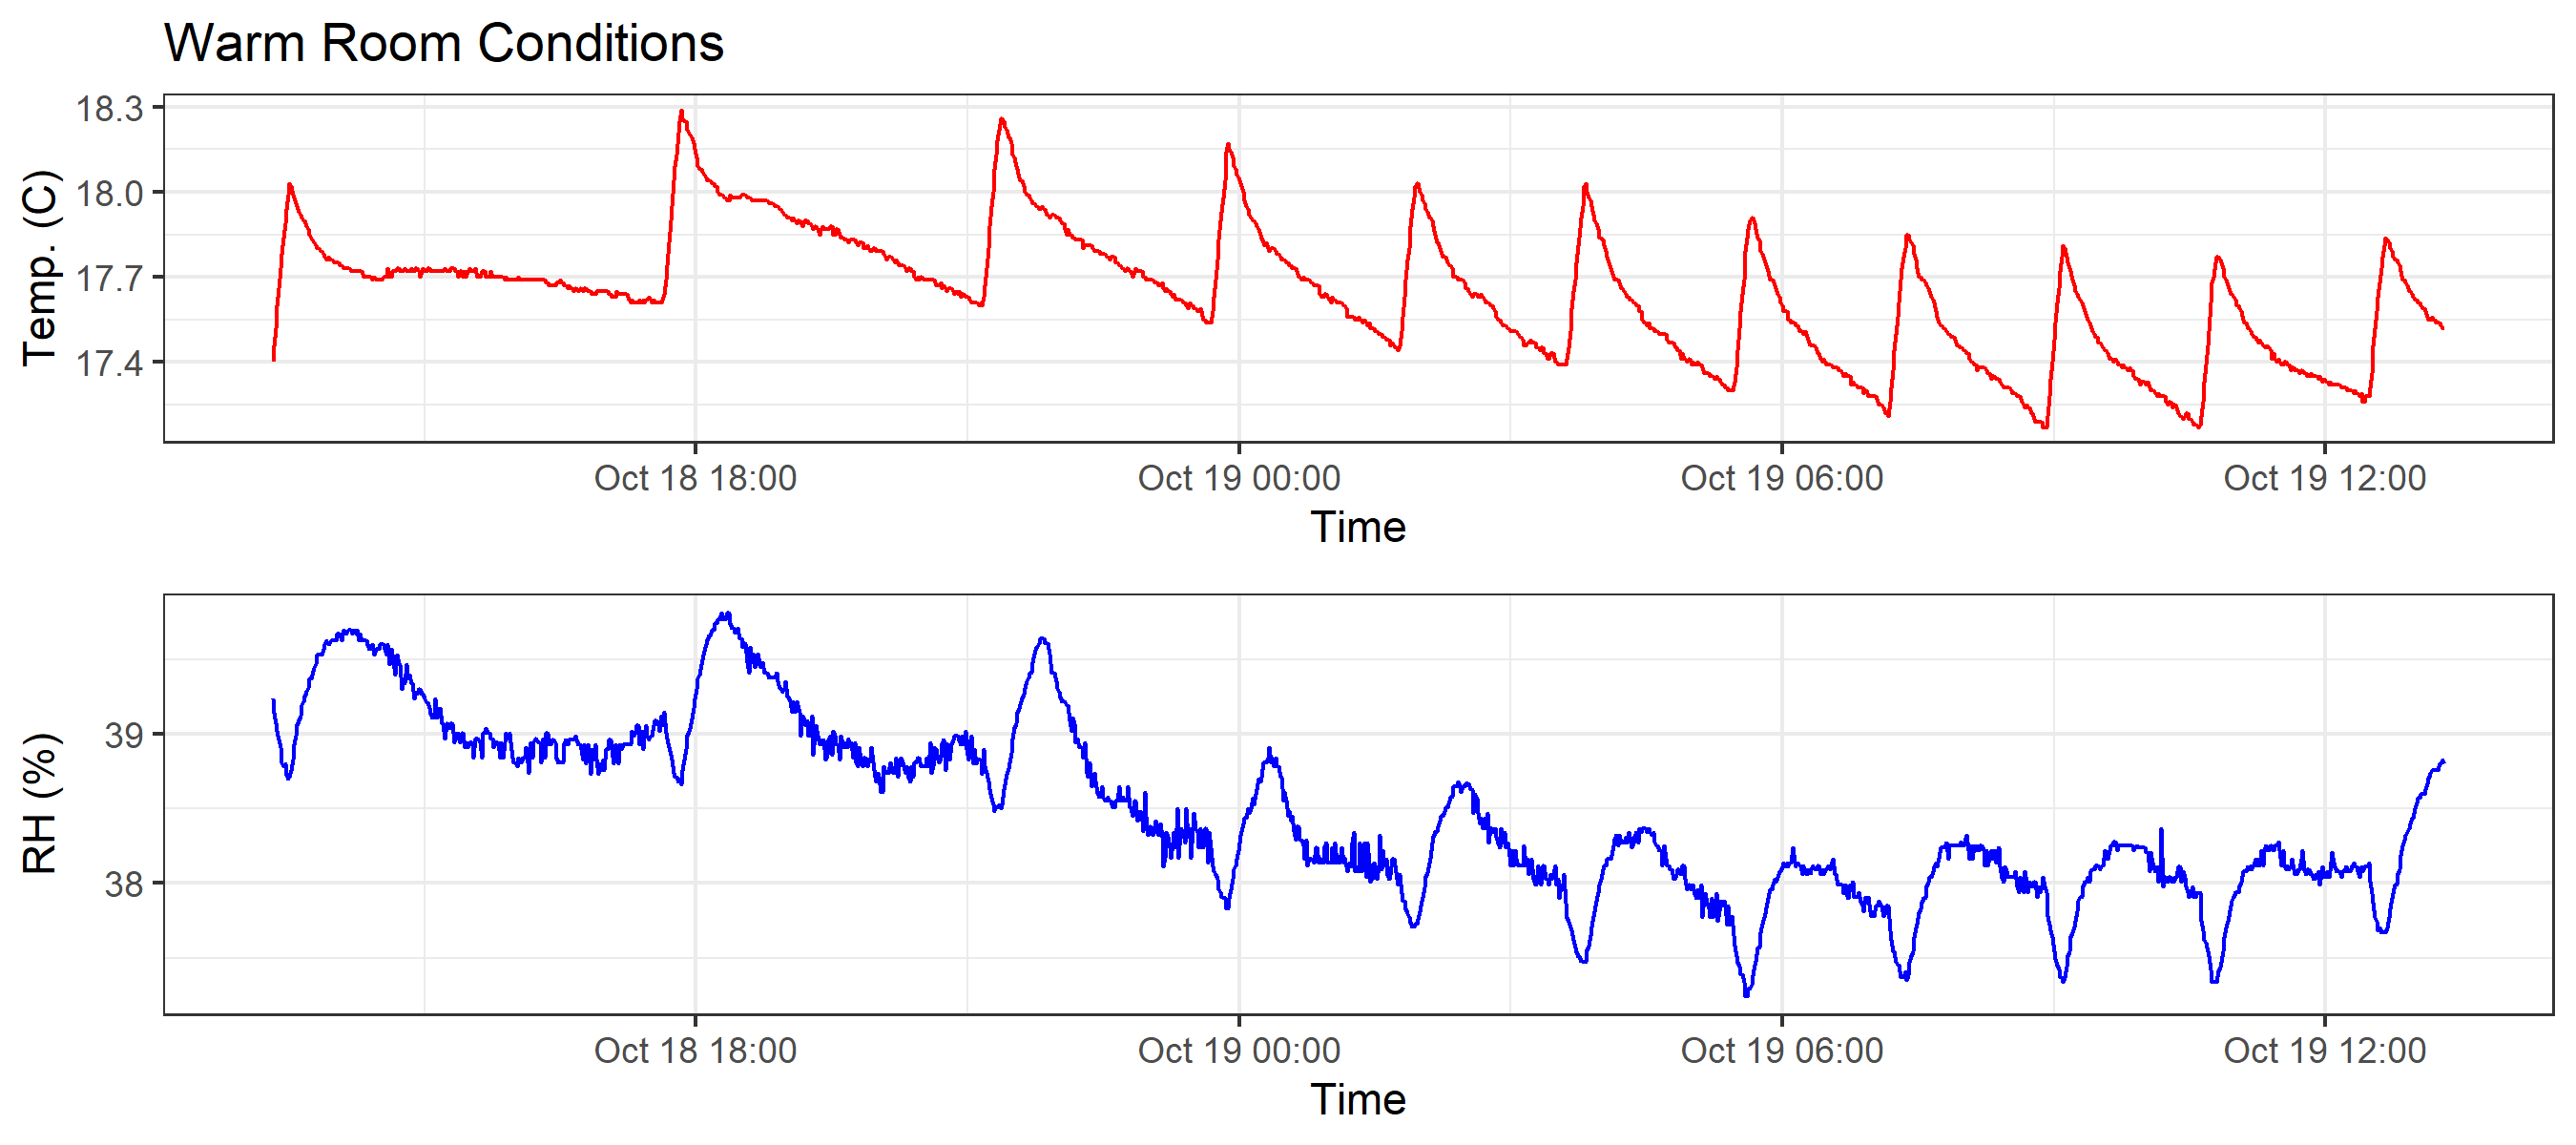 Warm Room Conditions
18.3
18.0
17.7
17.4
Temp. (C)
Oct 18 18:00 Oct 19 00:00 Oct 19 06:00 Oct 19 12:00
Time
39
38
RH (%)
Oct 18 18:00 Oct 19 00:00 Oct 19 06:00 Oct 19 12:00
Time